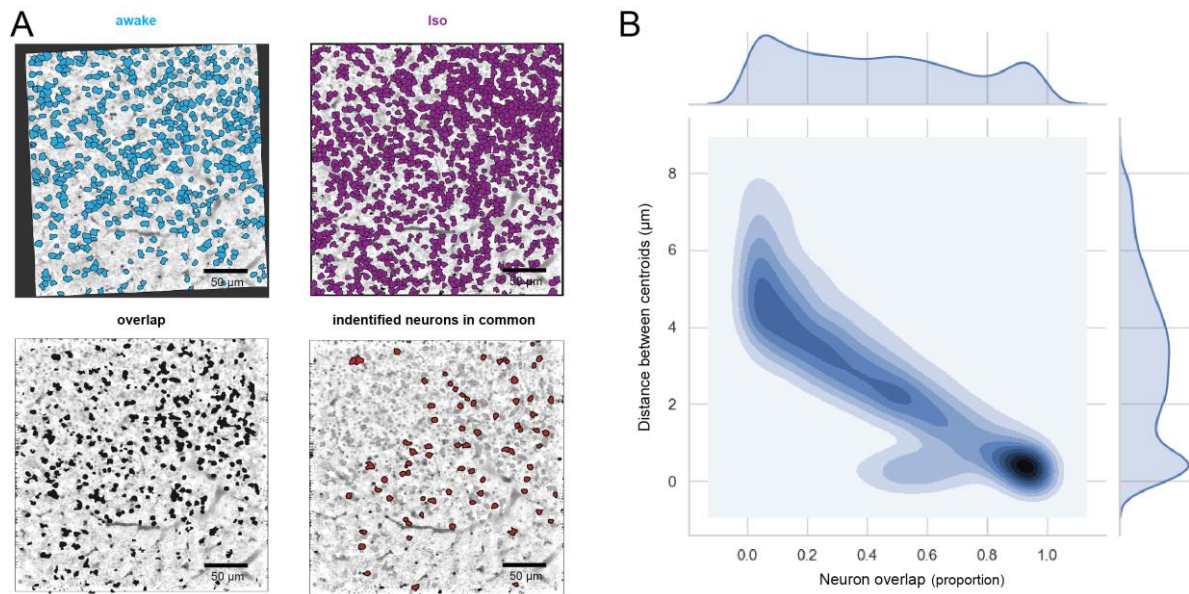 A
awake
Iso
50 µm
50 µm
overlap
indentified neurons in common
50 µm
50 µm
B
Distance between centroids (µm)
8
6
4
2
0
0.0 0.2 0.4 0.6 0.8 1.0
Neuron overlap (proportion)